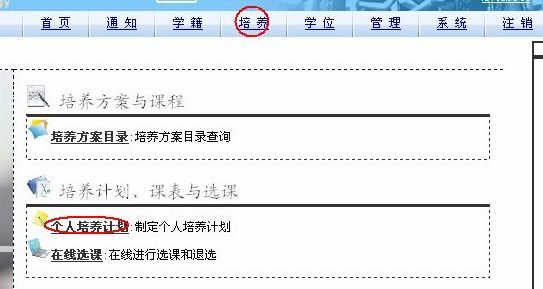 首 页 通 知 学 籍 培 养 学 位 管 理 系 统 注 销
培养方案与课程
培养方案目录:培养方案目录查询
培养计划、课表与选课
个人培养计划:制定个人培养计划
在线选课:在线进行选课和退选